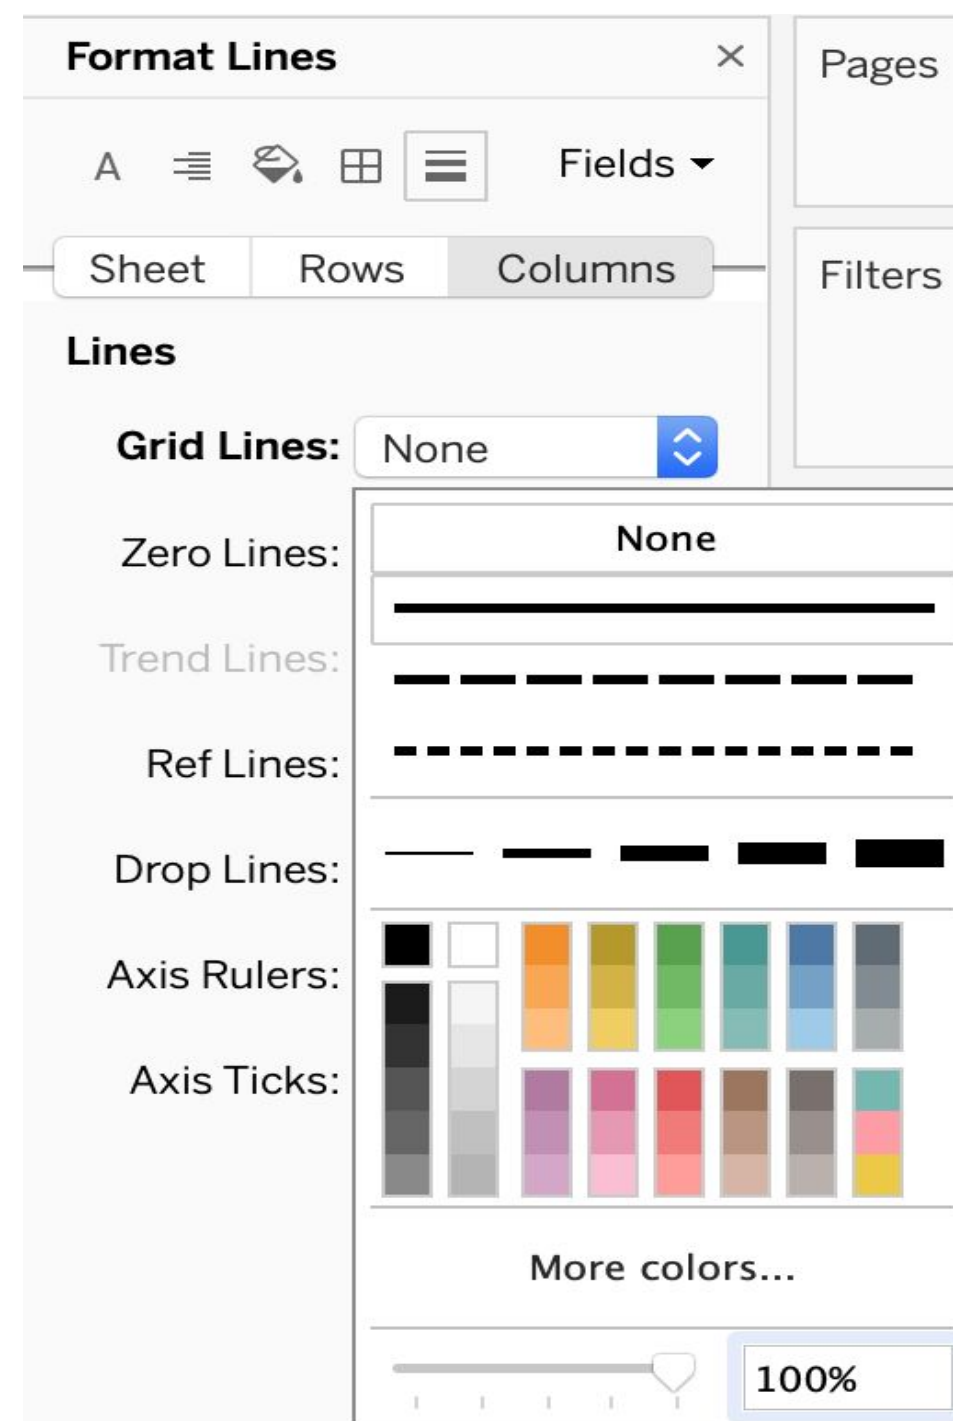 Format Lines ×
Pages
A Fields
Sheet Rows Columns
Filters
Lines
Grid Lines: None
None
Zero Lines:
Trend Lines:
Ref Lines:
Drop Lines:
Axis Rulers:
Axis Ticks:
More colors...
100%